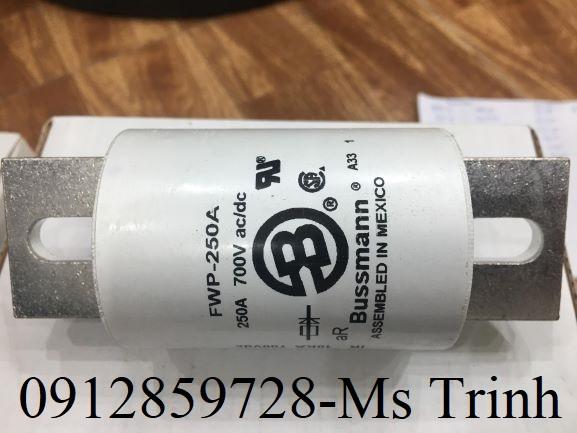 FWP-250A
250A 700V ac/dc
B
®
Bussmann ® A33 1
ASSEMBLED IN MEXICO
aR
0912859728-Ms Trinh